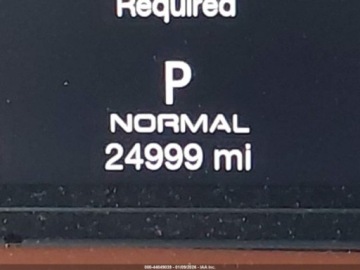 Required
P
NORMAL
24999 mi